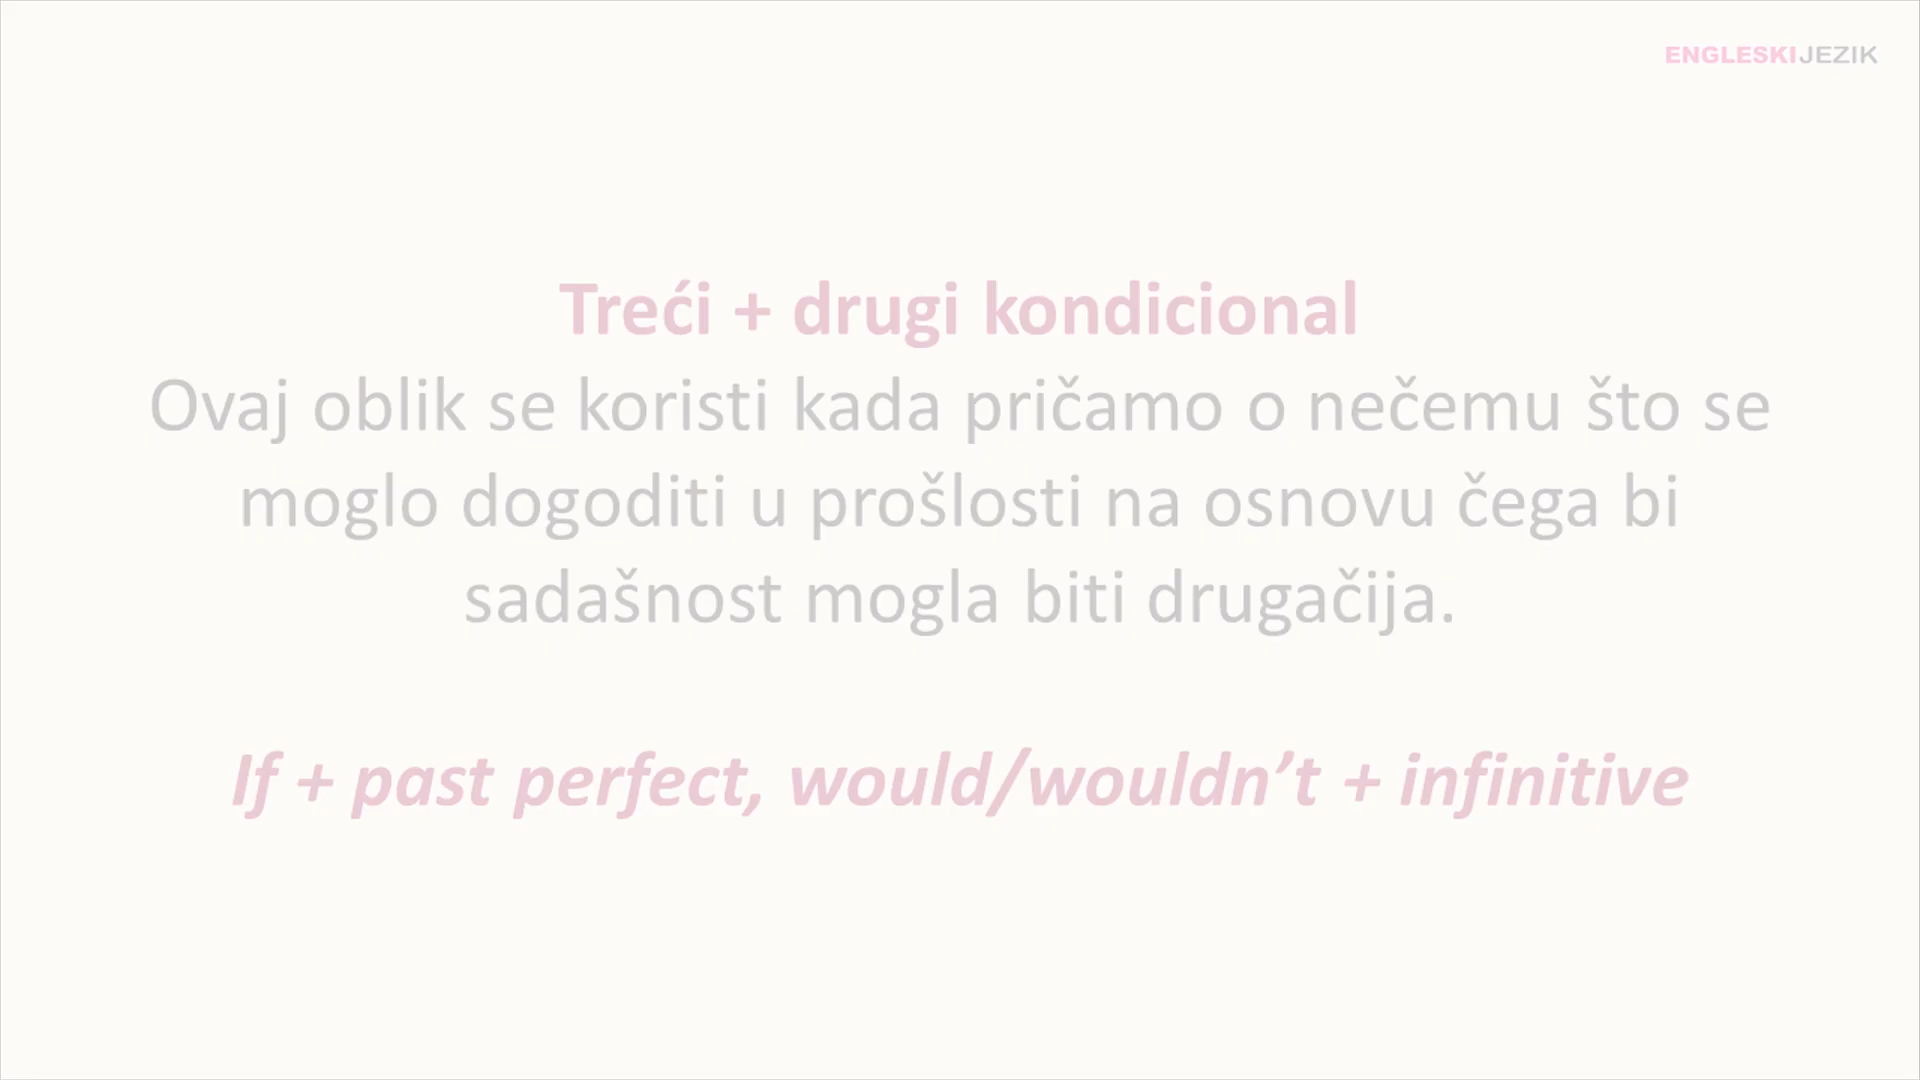 ENGLESKIJEZIK
Treći + drugi kondicional
Ovaj oblik se koristi kada pričamo o nečemu što se
moglo dogoditi u prošlosti na osnovu čega bi
sadašnost mogla biti drugačija.
If + past perfect, would/wouldn’t + infinitive